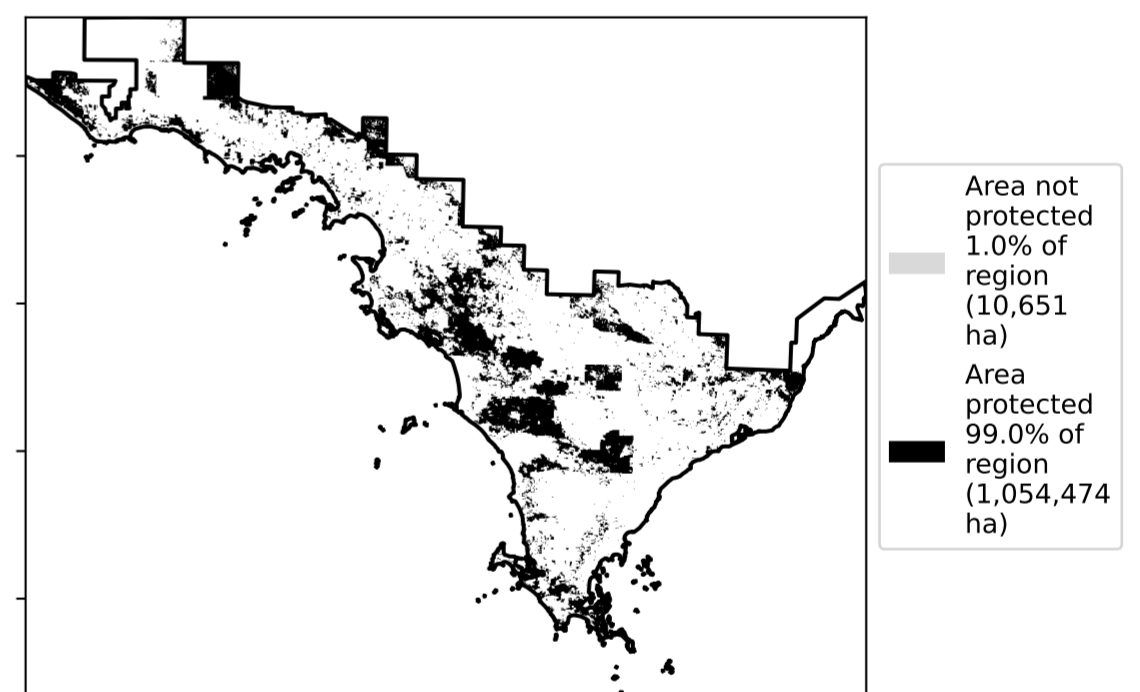 Area not
protected
1.0% of
region
(10,651
ha)
Area
protected
99.0% of
region
(1,054,474
ha)